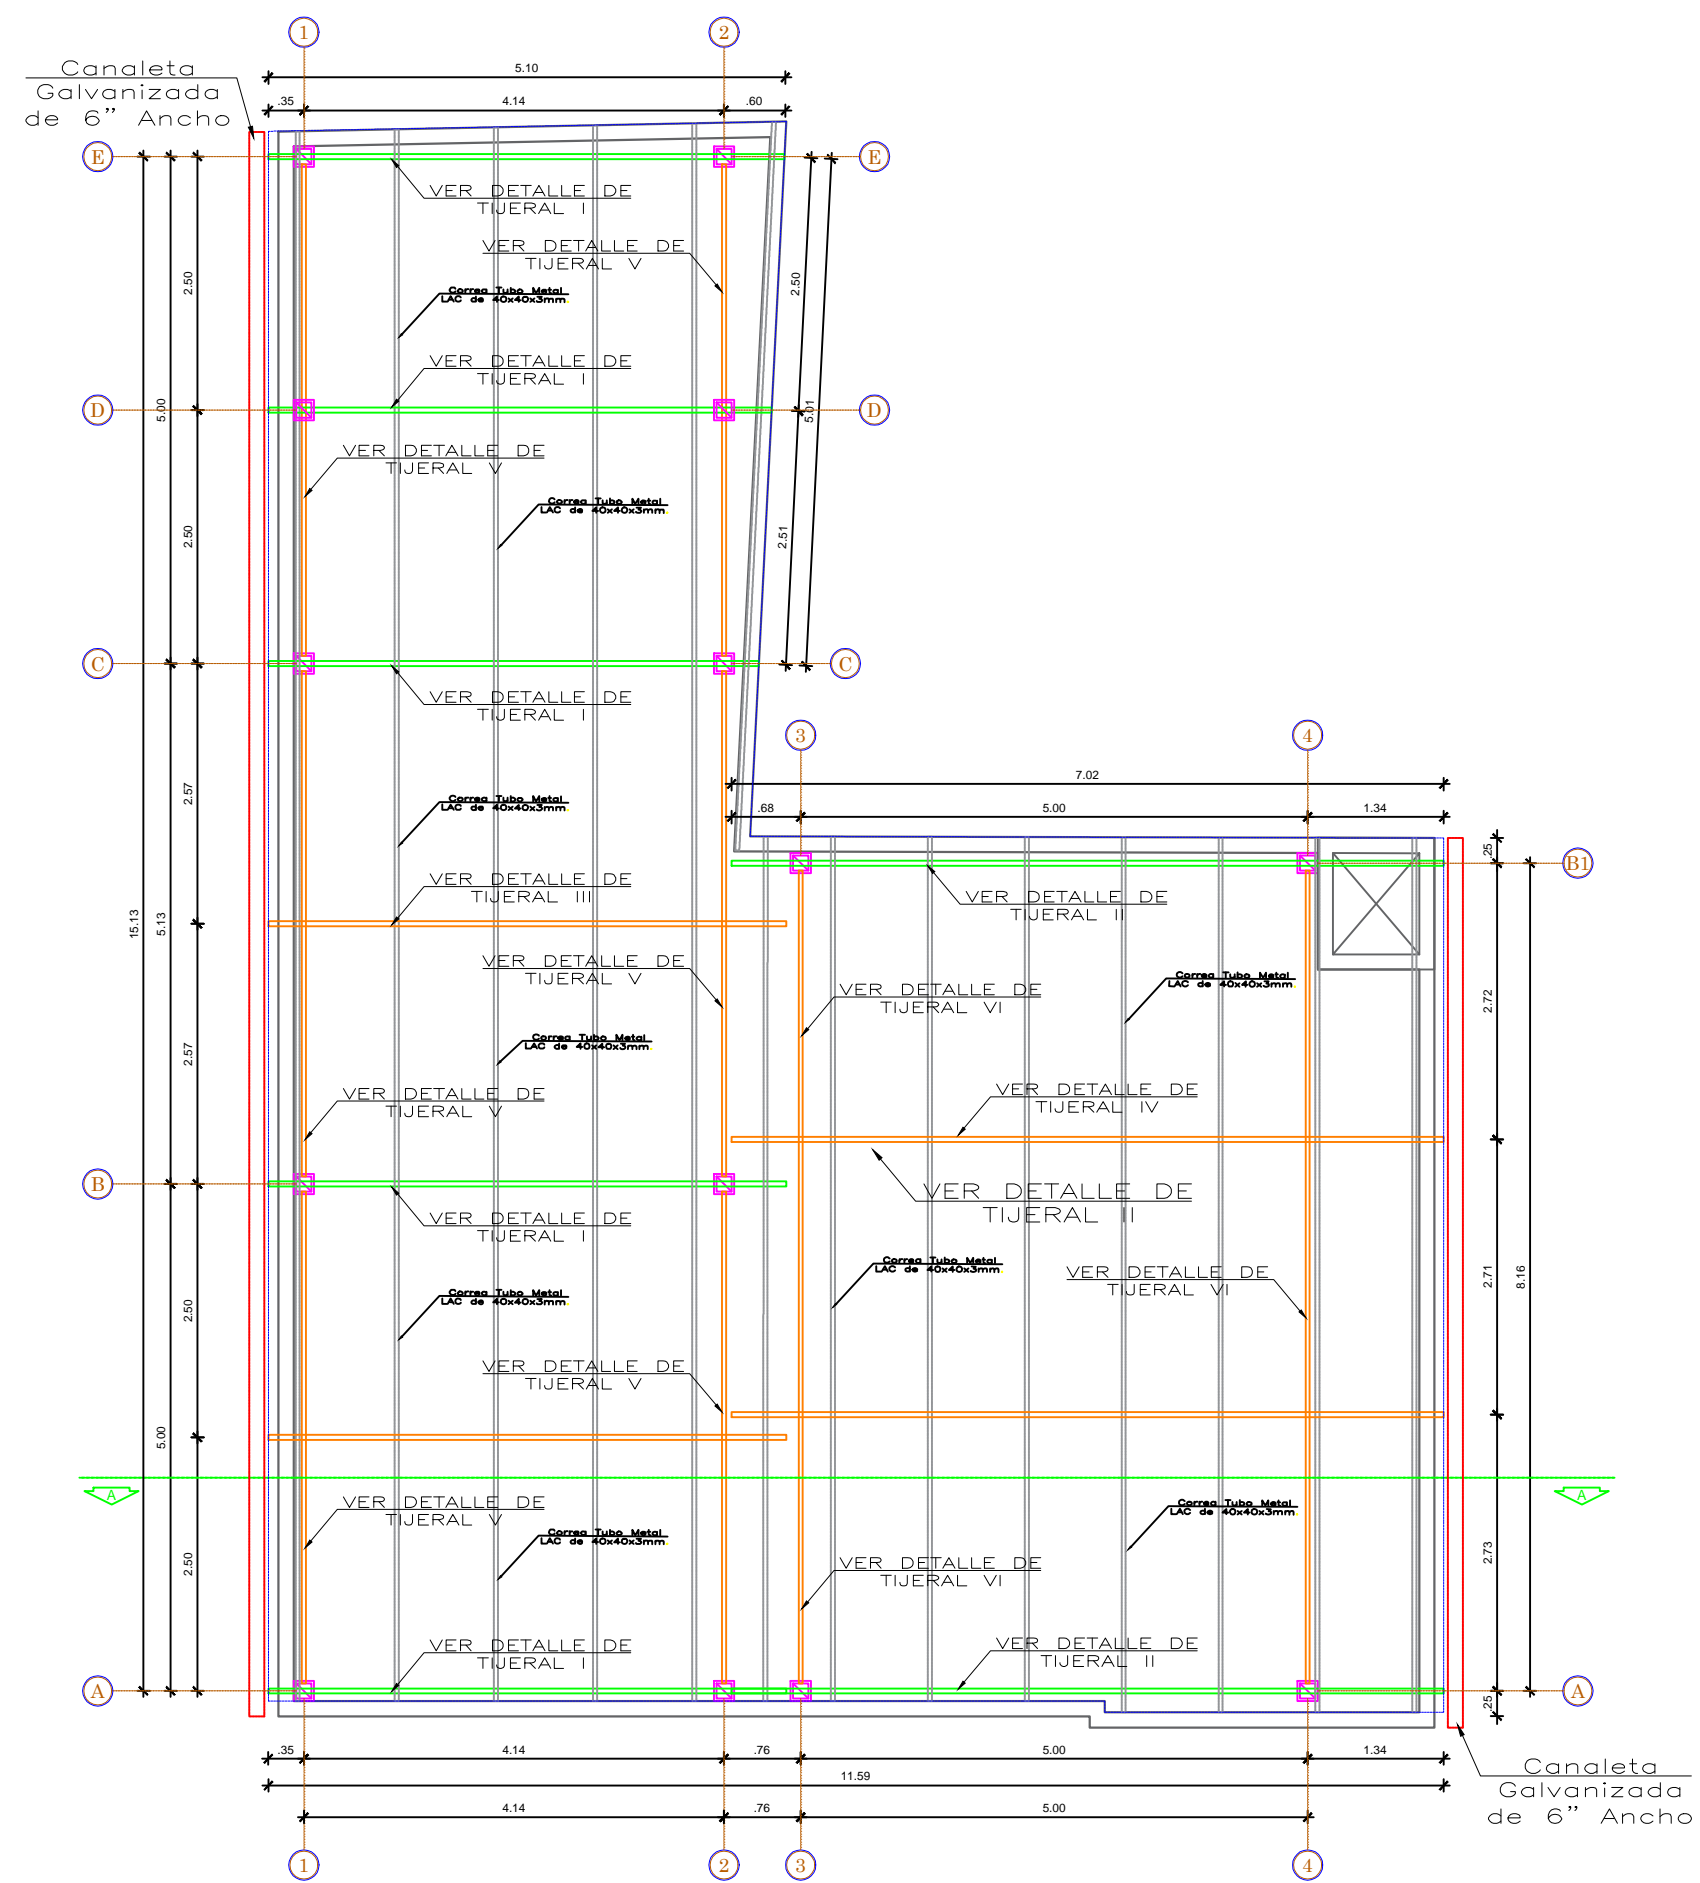 1
2
Canaleta
Galvanizada
de 6” Ancho
5.10
.35
4.14
.60
E
E
VER DETALLE DE
TIJERAL I
VER DETALLE DE
TIJERAL V
2.50
2.50
Correa Tubo Metal
LAC de 40x40x3mm.
VER DETALLE DE
TIJERAL I
D
D
5.00
5.01
VER DETALLE DE
TIJERAL V
Correa Tubo Metal
LAC de 40x40x3mm.
2.50
2.51
C
C
VER DETALLE DE
TIJERAL I
3
4
7.02
.68
5.00
1.34
2.57
Correa Tubo Metal
LAC de 40x40x3mm.
.25
B1
VER DETALLE DE
TIJERAL III
VER DETALLE DE
TIJERAL II
15.13
5.13
VER DETALLE DE
TIJERAL V
Correa Tubo Metal
LAC de 40x40x3mm.
VER DETALLE DE
TIJERAL VI
2.72
2.57
Correa Tubo Metal
LAC de 40x40x3mm.
VER DETALLE DE
TIJERAL V
VER DETALLE DE
TIJERAL IV
B
VER DETALLE DE
TIJERAL II
VER DETALLE DE
TIJERAL I
Correa Tubo Metal
LAC de 40x40x3mm.
VER DETALLE DE
TIJERAL VI
2.71
8.16
2.50
Correa Tubo Metal
LAC de 40x40x3mm.
VER DETALLE DE
TIJERAL V
5.00
A
A
VER DETALLE DE
TIJERAL V
Correa Tubo Metal
LAC de 40x40x3mm.
Correa Tubo Metal
LAC de 40x40x3mm.
2.50
2.73
VER DETALLE DE
TIJERAL VI
VER DETALLE DE
TIJERAL I
VER DETALLE DE
TIJERAL II
A
A
.25
.35
4.14
.76
5.00
1.34
11.59
Canaleta
Galvanizada
de 6” Ancho
4.14
.76
5.00
1
2
3
4